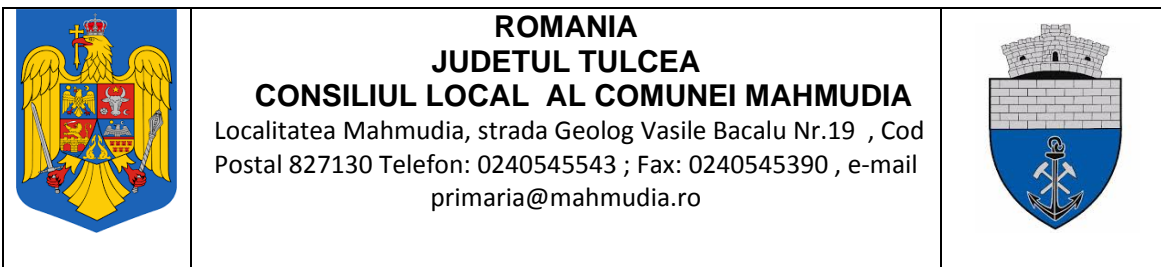 ROMANIA
JUDETUL TULCEA
CONSILIUL LOCAL AL COMUNEI MAHMUDIA
Localitatea Mahmudia, strada Geolog Vasile Bacalu Nr.19 , Cod
Postal 827130 Telefon: 0240545543 ; Fax: 0240545390 , e-mail
primaria@mahmudia.ro